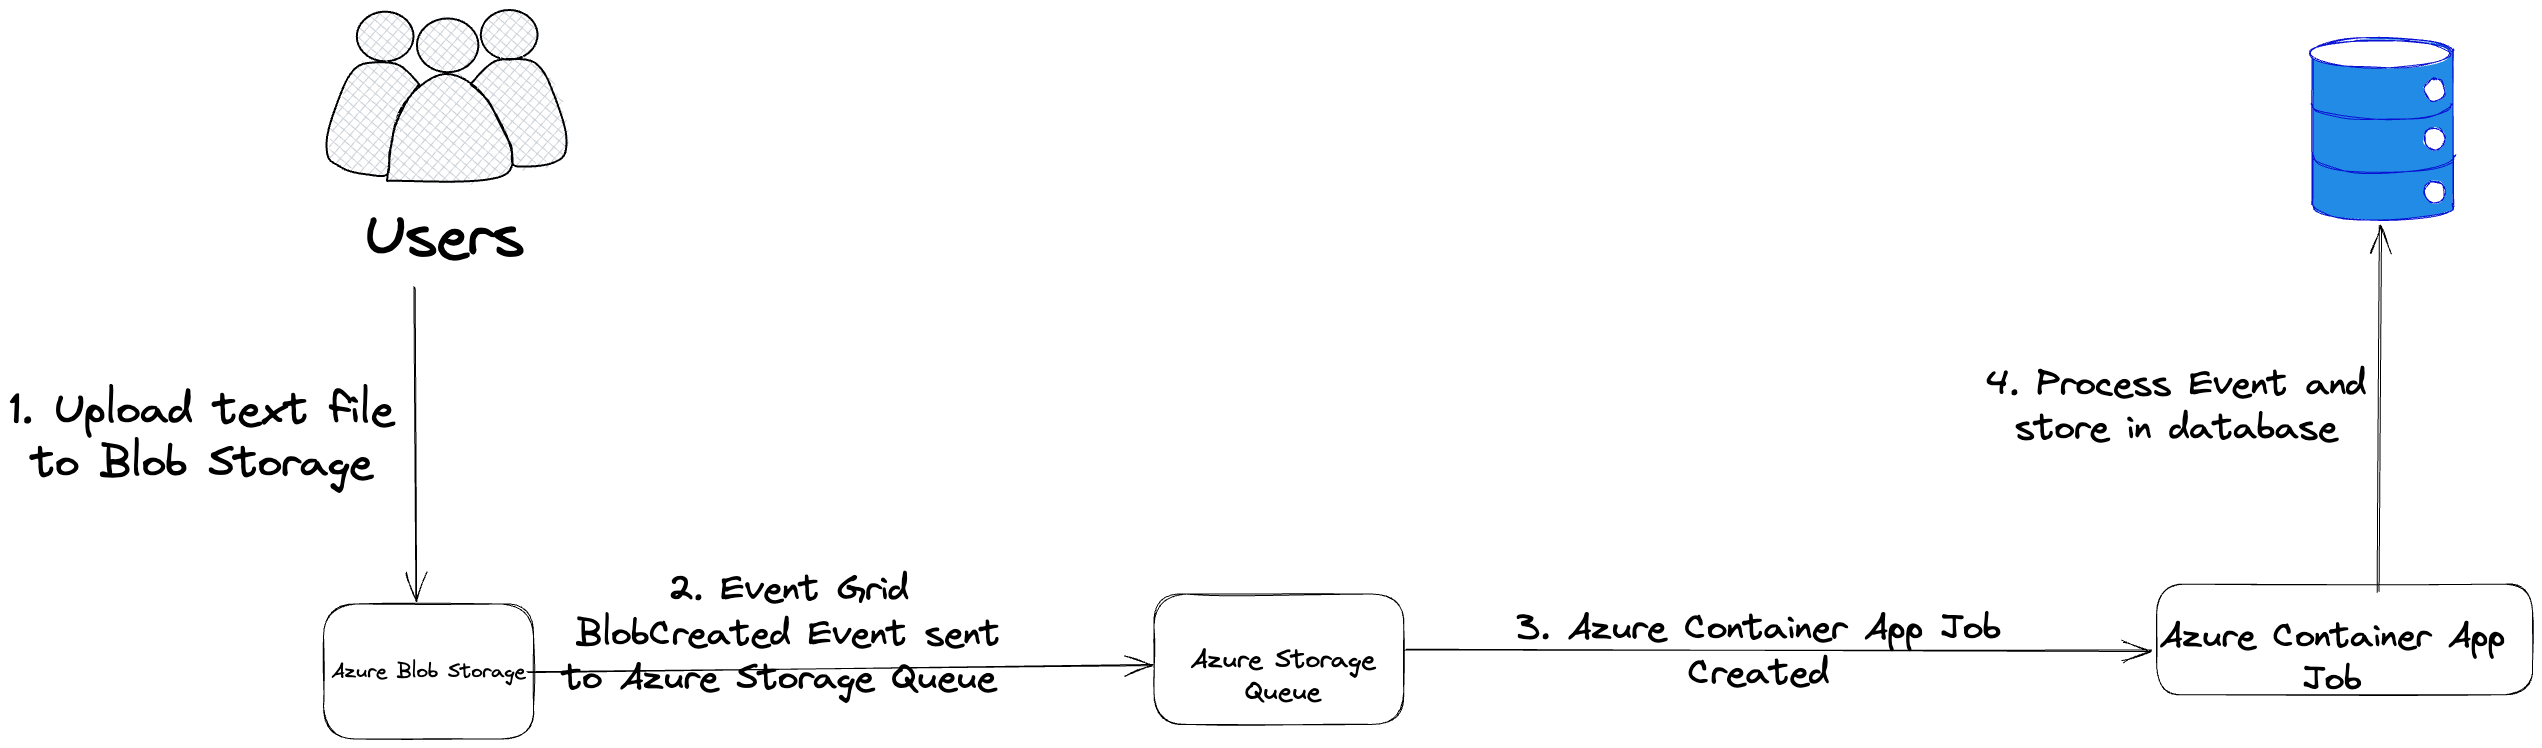 Users
1. Upload text file
to Blob Storage
Azure Blob Storage
2. Event Grid
BlobCreated Event sent
to Azure Storage Queue
Azure Storage
Queue
3. Azure Container App Job
Created
Azure Container App
Job
4. Process Event and
store in database